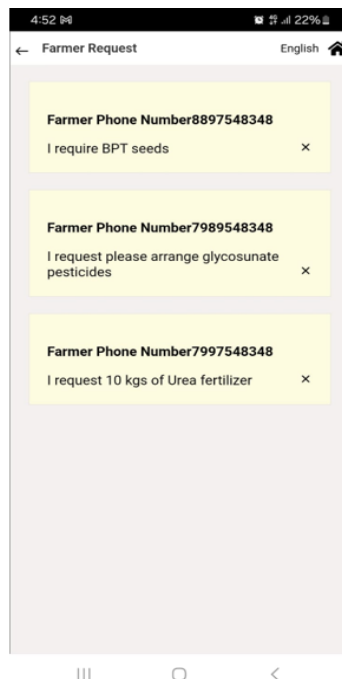 4:52 22%
Farmer Request English
Farmer Phone Number8897548348
I require BPT seeds ×
Farmer Phone Number7989548348
I request please arrange glycosunate
pesticides ×
Farmer Phone Number7997548348
I request 10 kgs of Urea fertilizer ×